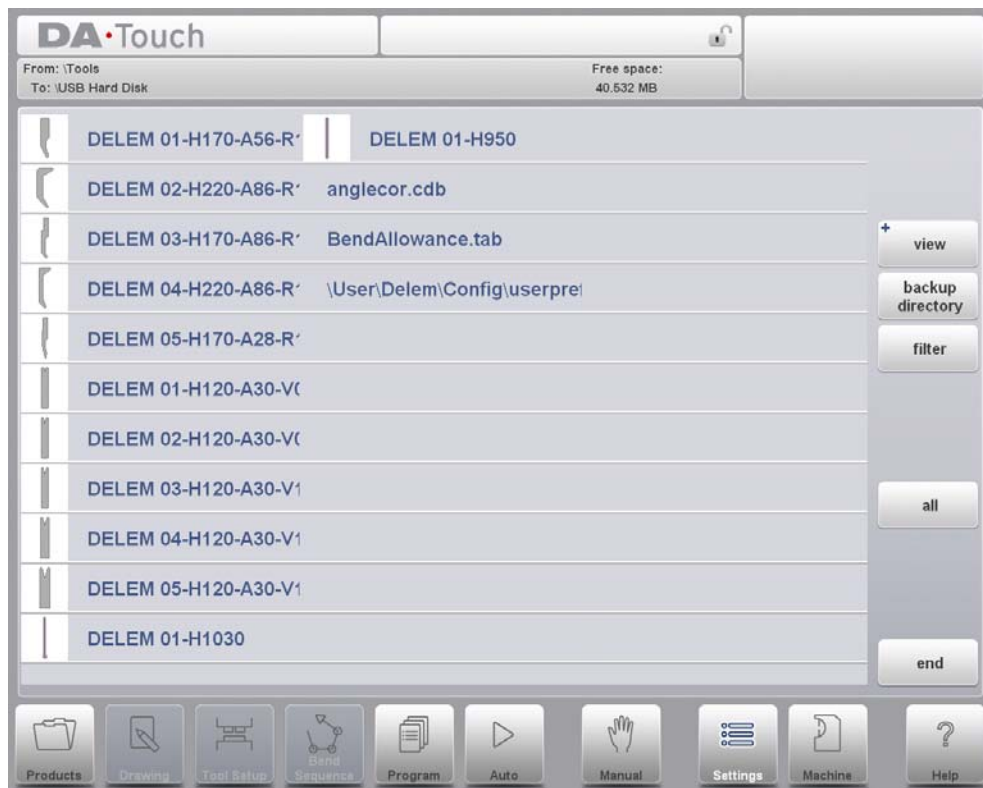 DA·Touch
From: \Tools
To: \USB Hard Disk
Free space:
40.532 MB
DELEM 01-H170-A56-R
DELEM 01-H950
DELEM 02-H220-A86-R
anglecor.cdb
DELEM 03-H170-A86-R
BendAllowance.tab
DELEM 04-H220-A86-R
\User\Delem\Config\userpref
DELEM 05-H170-A28-R
DELEM 01-H120-A30-V
DELEM 02-H120-A30-V
DELEM 03-H120-A30-V1
DELEM 04-H120-A30-V1
DELEM 05-H120-A30-V1
DELEM 01-H1030
view
backup
directory
filter
all
end
Products
Drawing
Tool Setup
Bend
Sequence
Program
Auto
Manual
Settings
Machine
Help